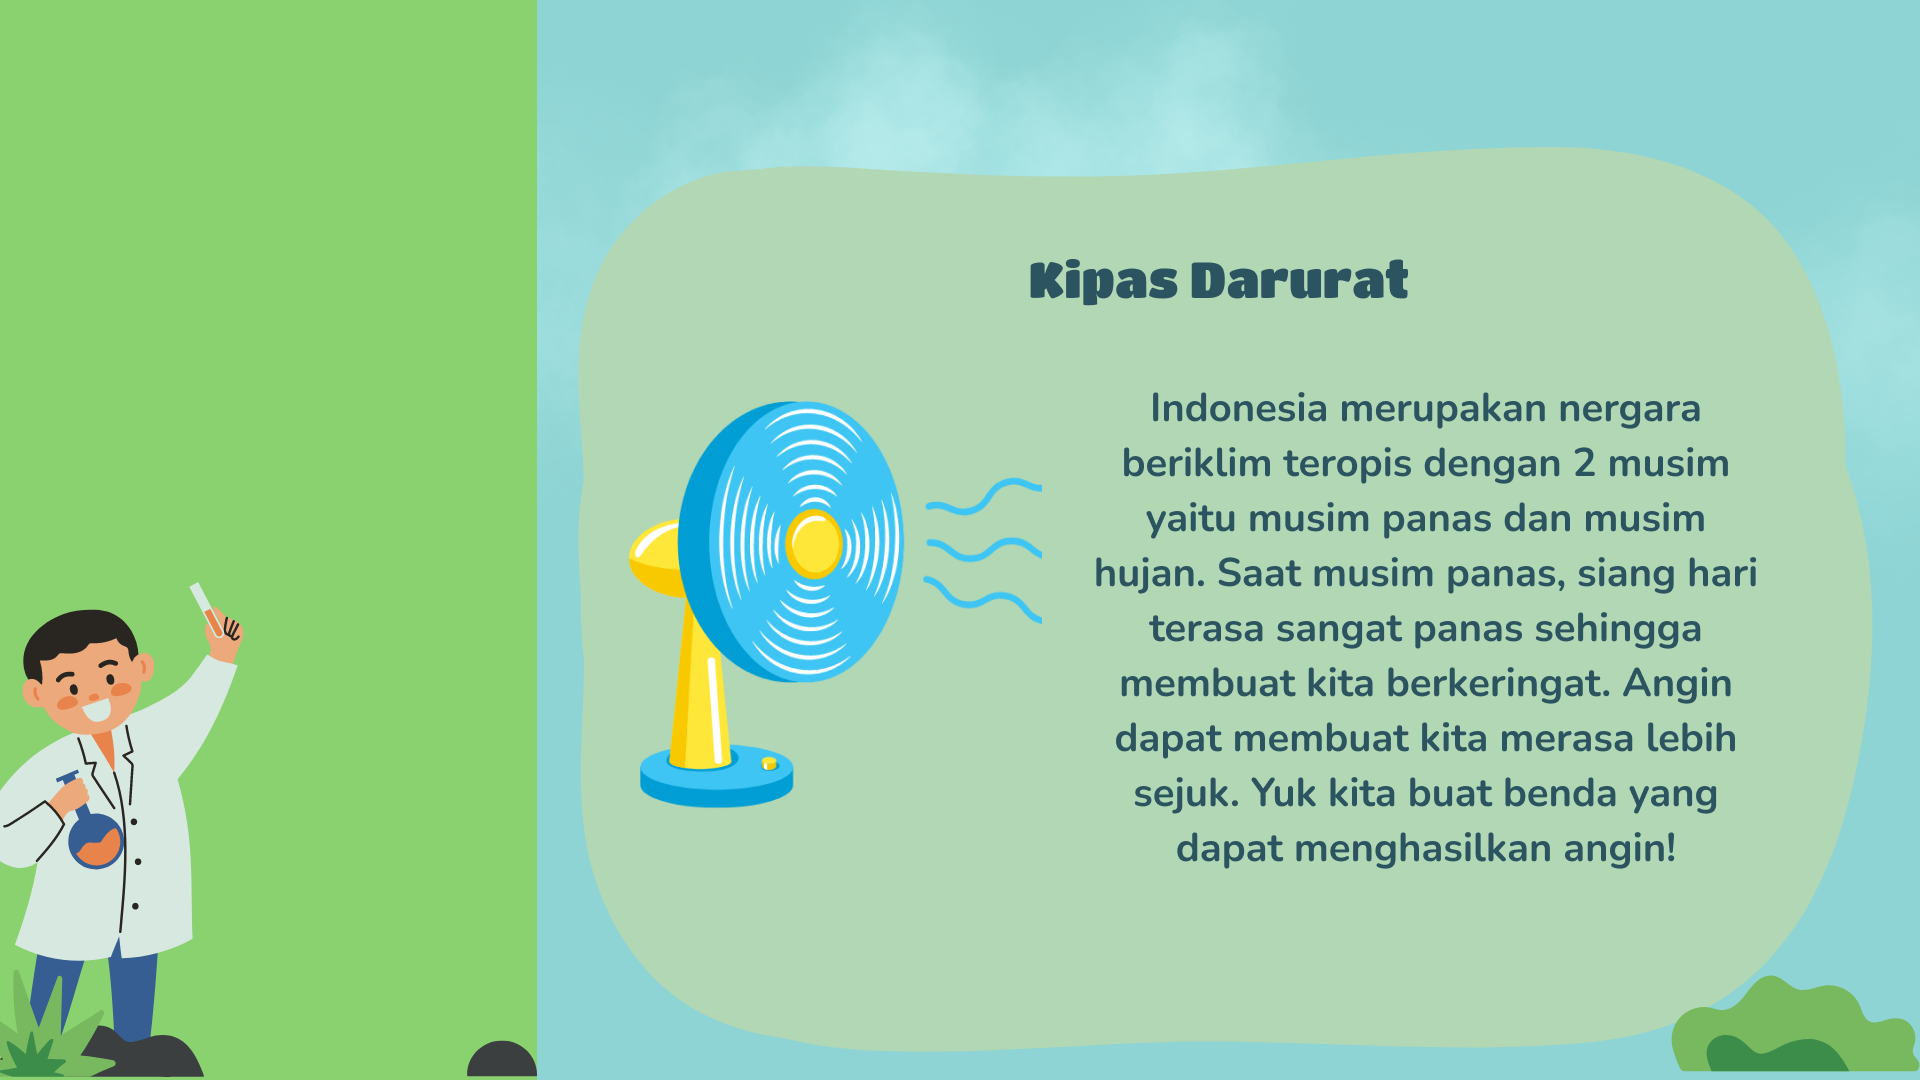 Kipas Darurat
Indonesia merupakan nergara
beriklim teropis dengan 2 musim
yaitu musim panas dan musim
hujan. Saat musim panas, siang hari
terasa sangat panas sehingga
membuat kita berkeringat. Angin
dapat membuat kita merasa lebih
sejuk. Yuk kita buat benda yang
dapat menghasilkan angin!